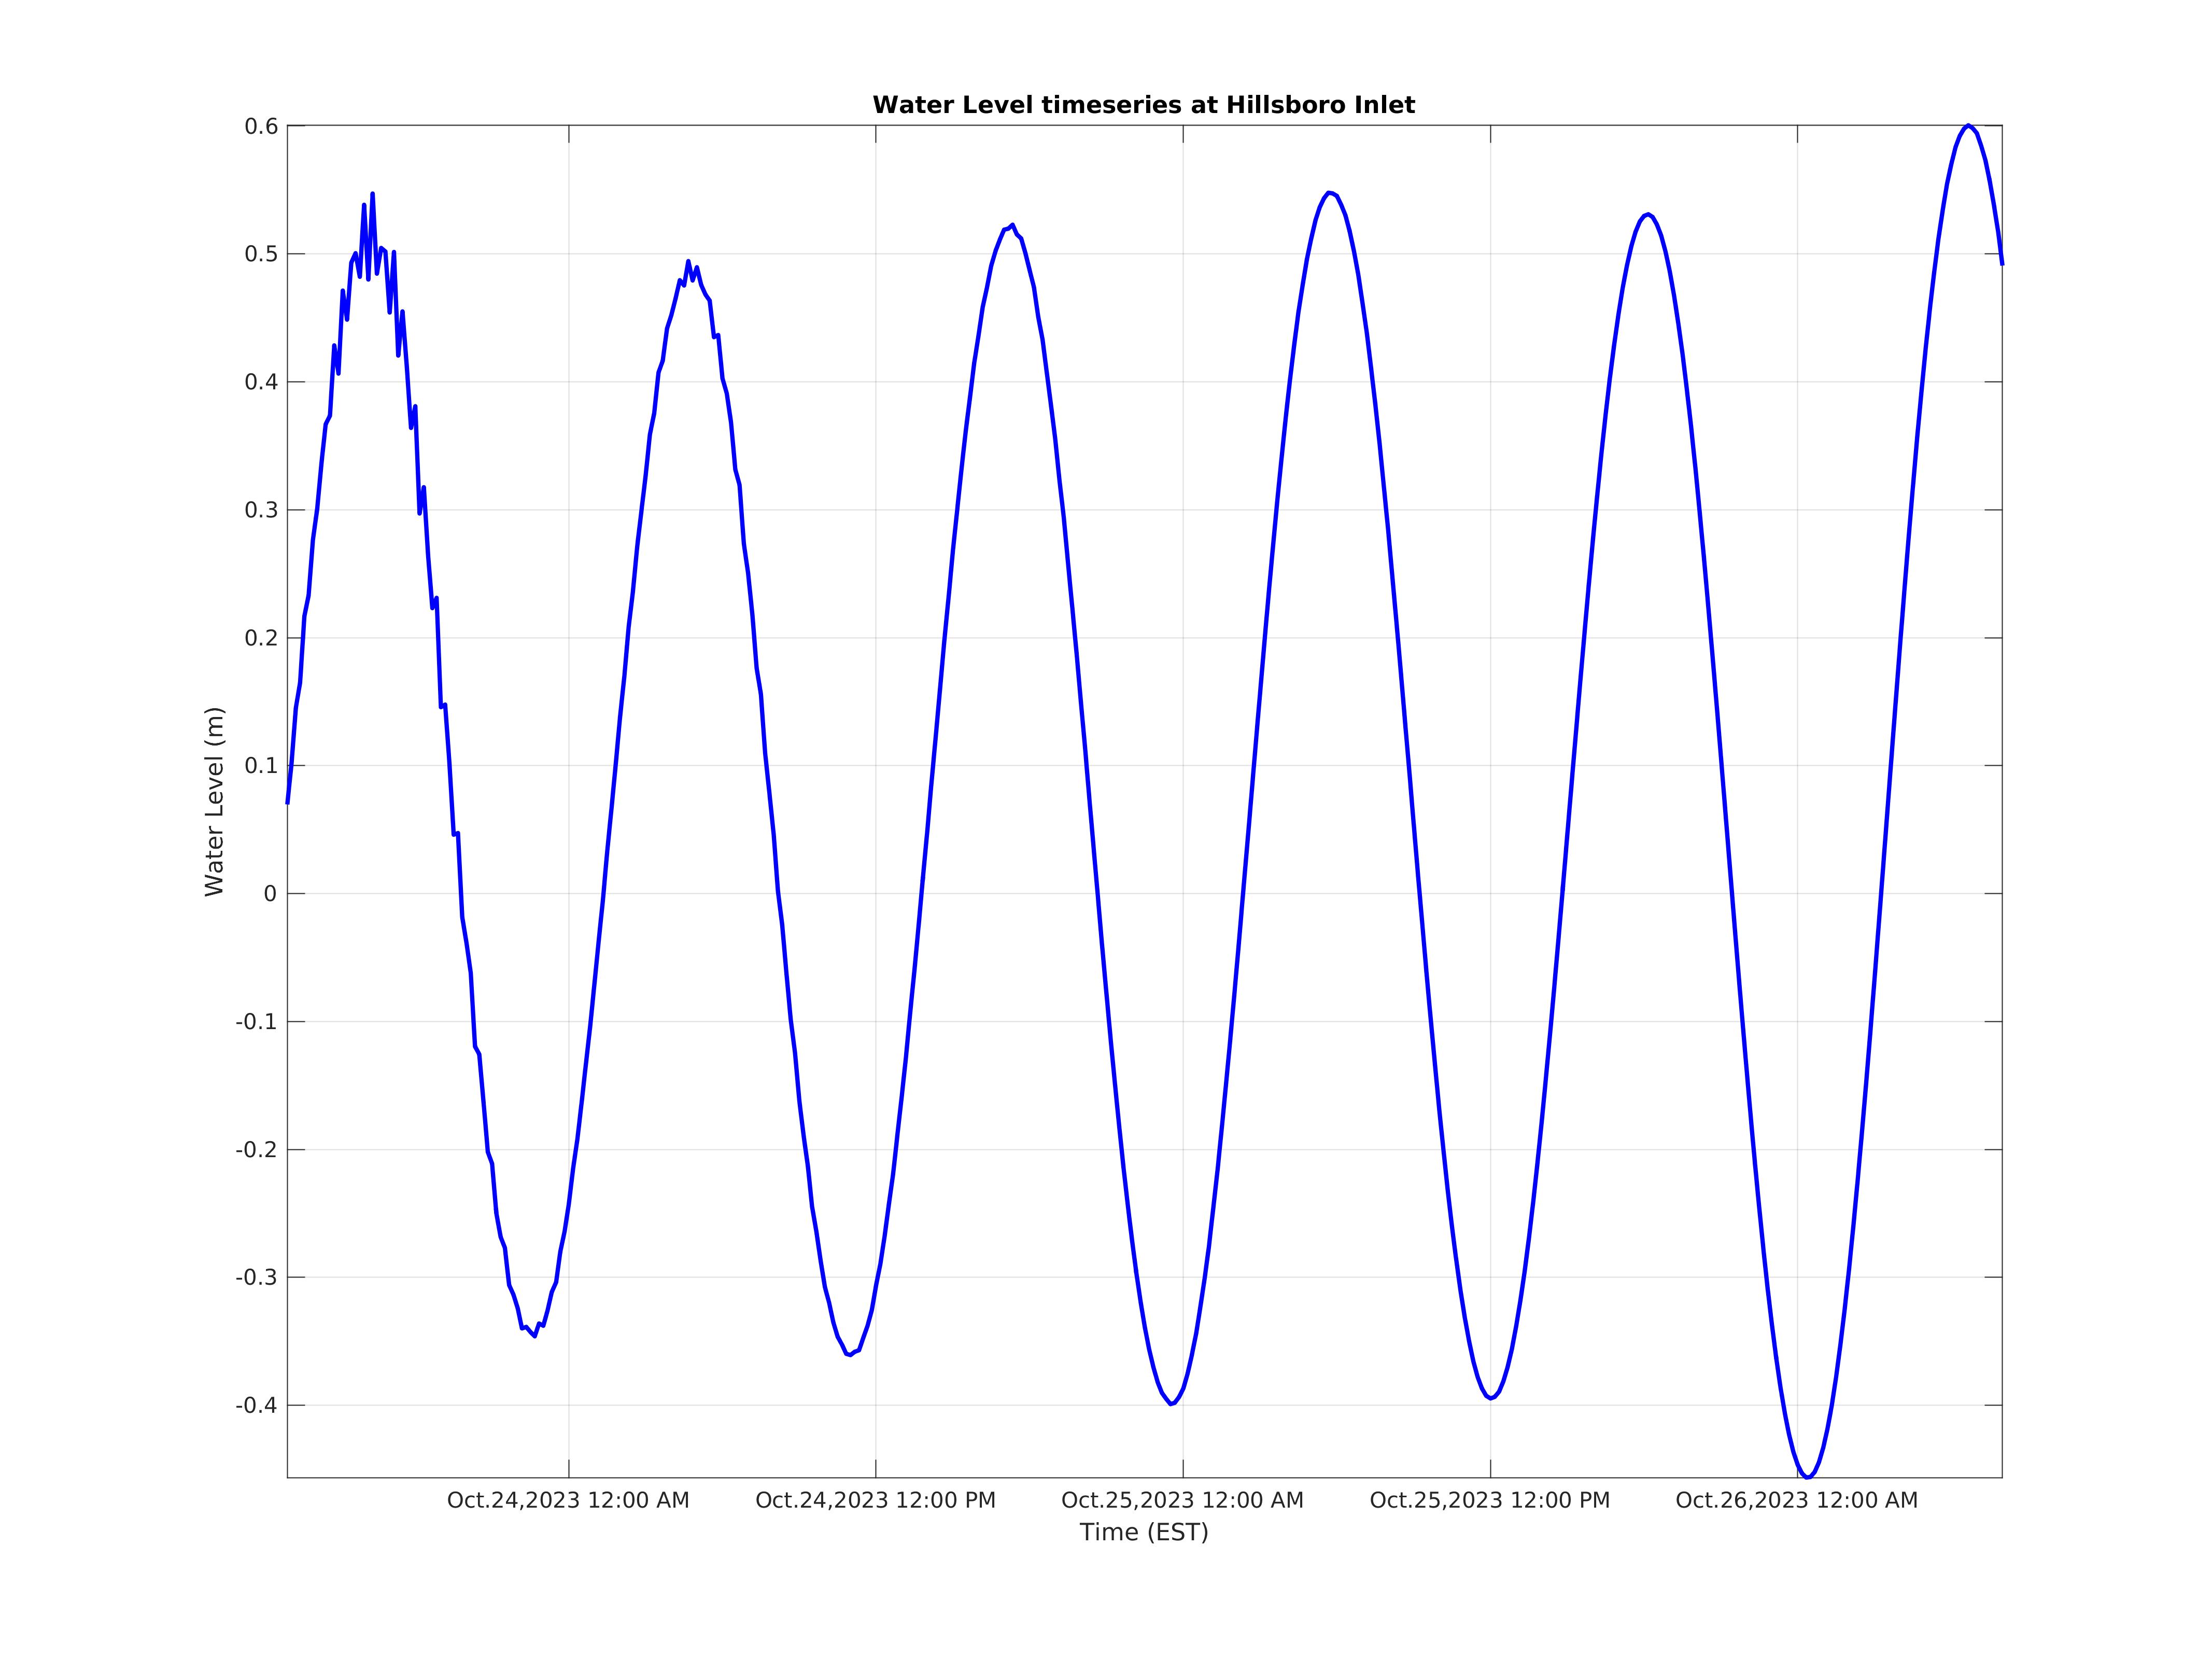 Water Level timeseries at Hillsboro Inlet
0.6
0.5
0.4
0.3
0.2
0.1
0
-0.1
-0.2
-0.3
-0.4
Water Level (m)
Oct.24,2023 12:00 AM
Oct.24,2023 12:00 PM
Oct.25,2023 12:00 AM
Oct.25,2023 12:00 PM
Oct.26,2023 12:00 AM
Time (EST)